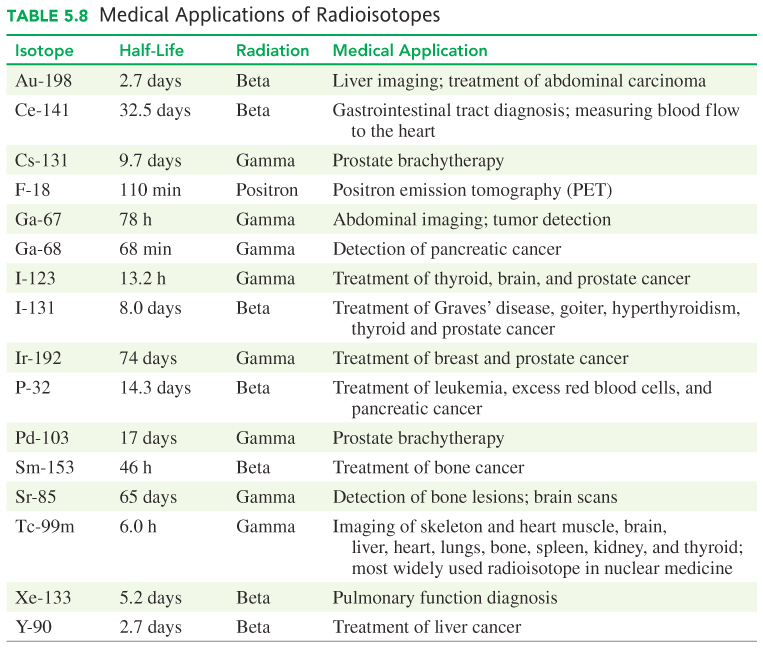 TABLE 5.8 Medical Applications of Radioisotopes
Isotope Half-Life Radiation Medical Application
Au-198 2.7 days Beta Liver imaging; treatment of abdominal carcinoma
Ce-141 32.5 days Beta Gastrointestinal tract diagnosis; measuring blood flow
to the heart
Cs-131 9.7 days Gamma Prostate brachytherapy
F-18 110 min Positron Positron emission tomography (PET)
Ga-67 78 h Gamma Abdominal imaging; tumor detection
Ga-68 68 min Gamma Detection of pancreatic cancer
I-123 13.2 h Gamma Treatment of thyroid, brain, and prostate cancer
I-131 8.0 days Beta Treatment of Graves’ disease, goiter, hyperthyroidism,
thyroid and prostate cancer
Ir-192 74 days Gamma Treatment of breast and prostate cancer
P-32 14.3 days Beta Treatment of leukemia, excess red blood cells, and
pancreatic cancer
Pd-103 17 days Gamma Prostate brachytherapy
Sm-153 46 h Beta Treatment of bone cancer
Sr-85 65 days Gamma Detection of bone lesions; brain scans
Tc-99m 6.0 h Gamma Imaging of skeleton and heart muscle, brain,
liver, heart, lungs, bone, spleen, kidney, and thyroid;
most widely used radioisotope in nuclear medicine
Xe-133 5.2 days Beta Pulmonary function diagnosis
Y-90 2.7 days Beta Treatment of liver cancer